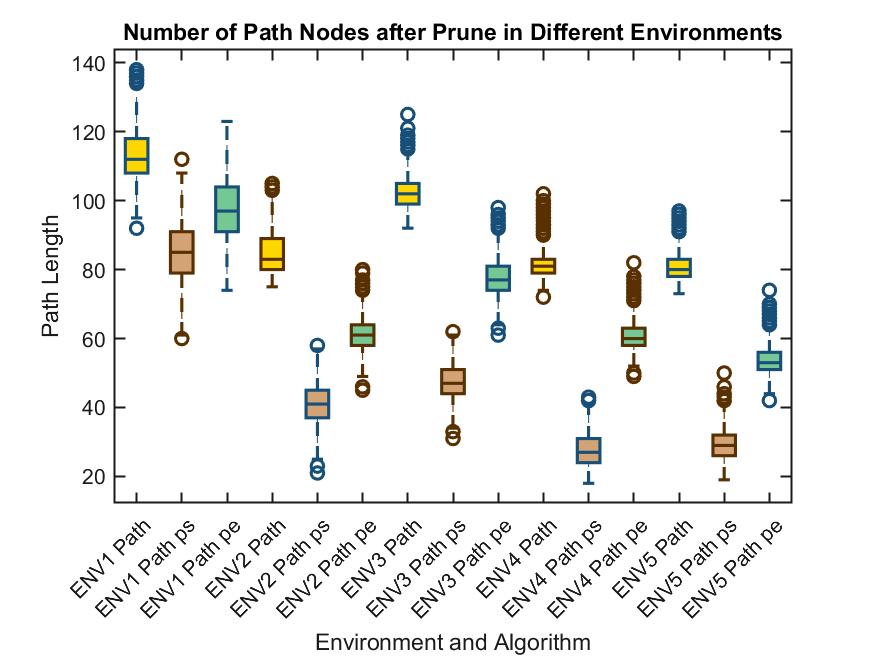 Number of Path Nodes after Prune in Different Environments
Path Length
140
120
100
80
60
40
20
ENV1 Path
ENV1 Path ps
ENV1 Path pe
ENV2 Path
ENV2 Path ps
ENV2 Path pe
ENV3 Path
ENV3 Path ps
ENV3 Path pe
ENV4 Path
ENV4 Path ps
ENV4 Path pe
ENV5 Path
ENV5 Path ps
ENV5 Path pe
Environment and Algorithm